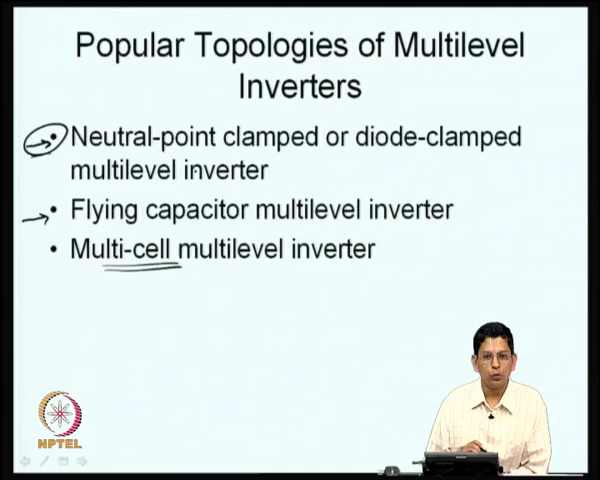 Popular Topologies of Multilevel
Inverters
• Neutral-point clamped or diode-clamped
multilevel inverter
• Flying capacitor multilevel inverter
• Multi-cell multilevel inverter
NPTEL